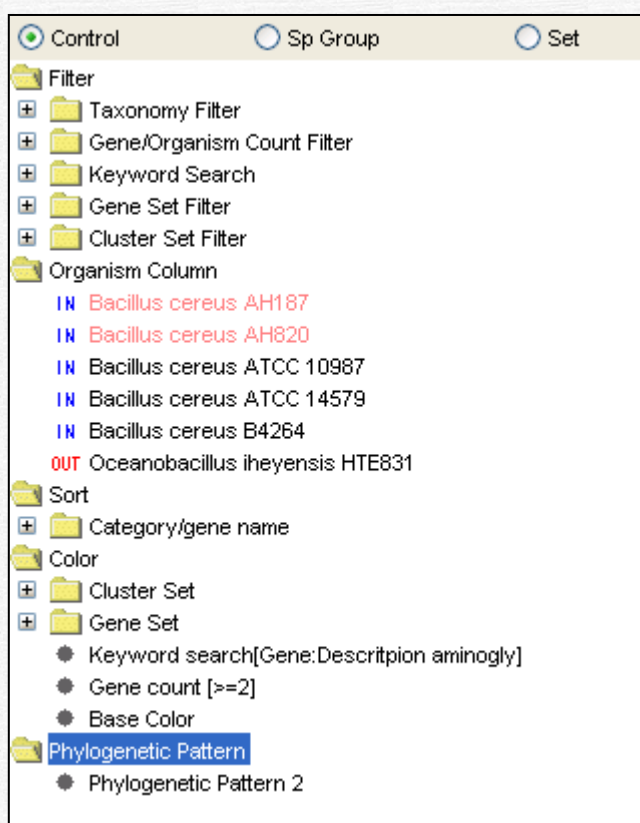 Control Sp Group Set
Filter
Taxonomy Filter
Gene/Organism Count Filter
Keyword Search
Gene Set Filter
Cluster Set Filter
Organism Column
IN Bacillus cereus AH187
IN Bacillus cereus AH820
IN Bacillus cereus ATCC 10987
IN Bacillus cereus ATCC 14579
IN Bacillus cereus B4264
OUT Oceanobacillus iheyensis HTE831
Sort
Category/gene name
Color
Cluster Set
Gene Set
Keyword search[Gene:Descritpion aminogly]
Gene count [>=2]
Base Color
Phylogenetic Pattern
Phylogenetic Pattern 2